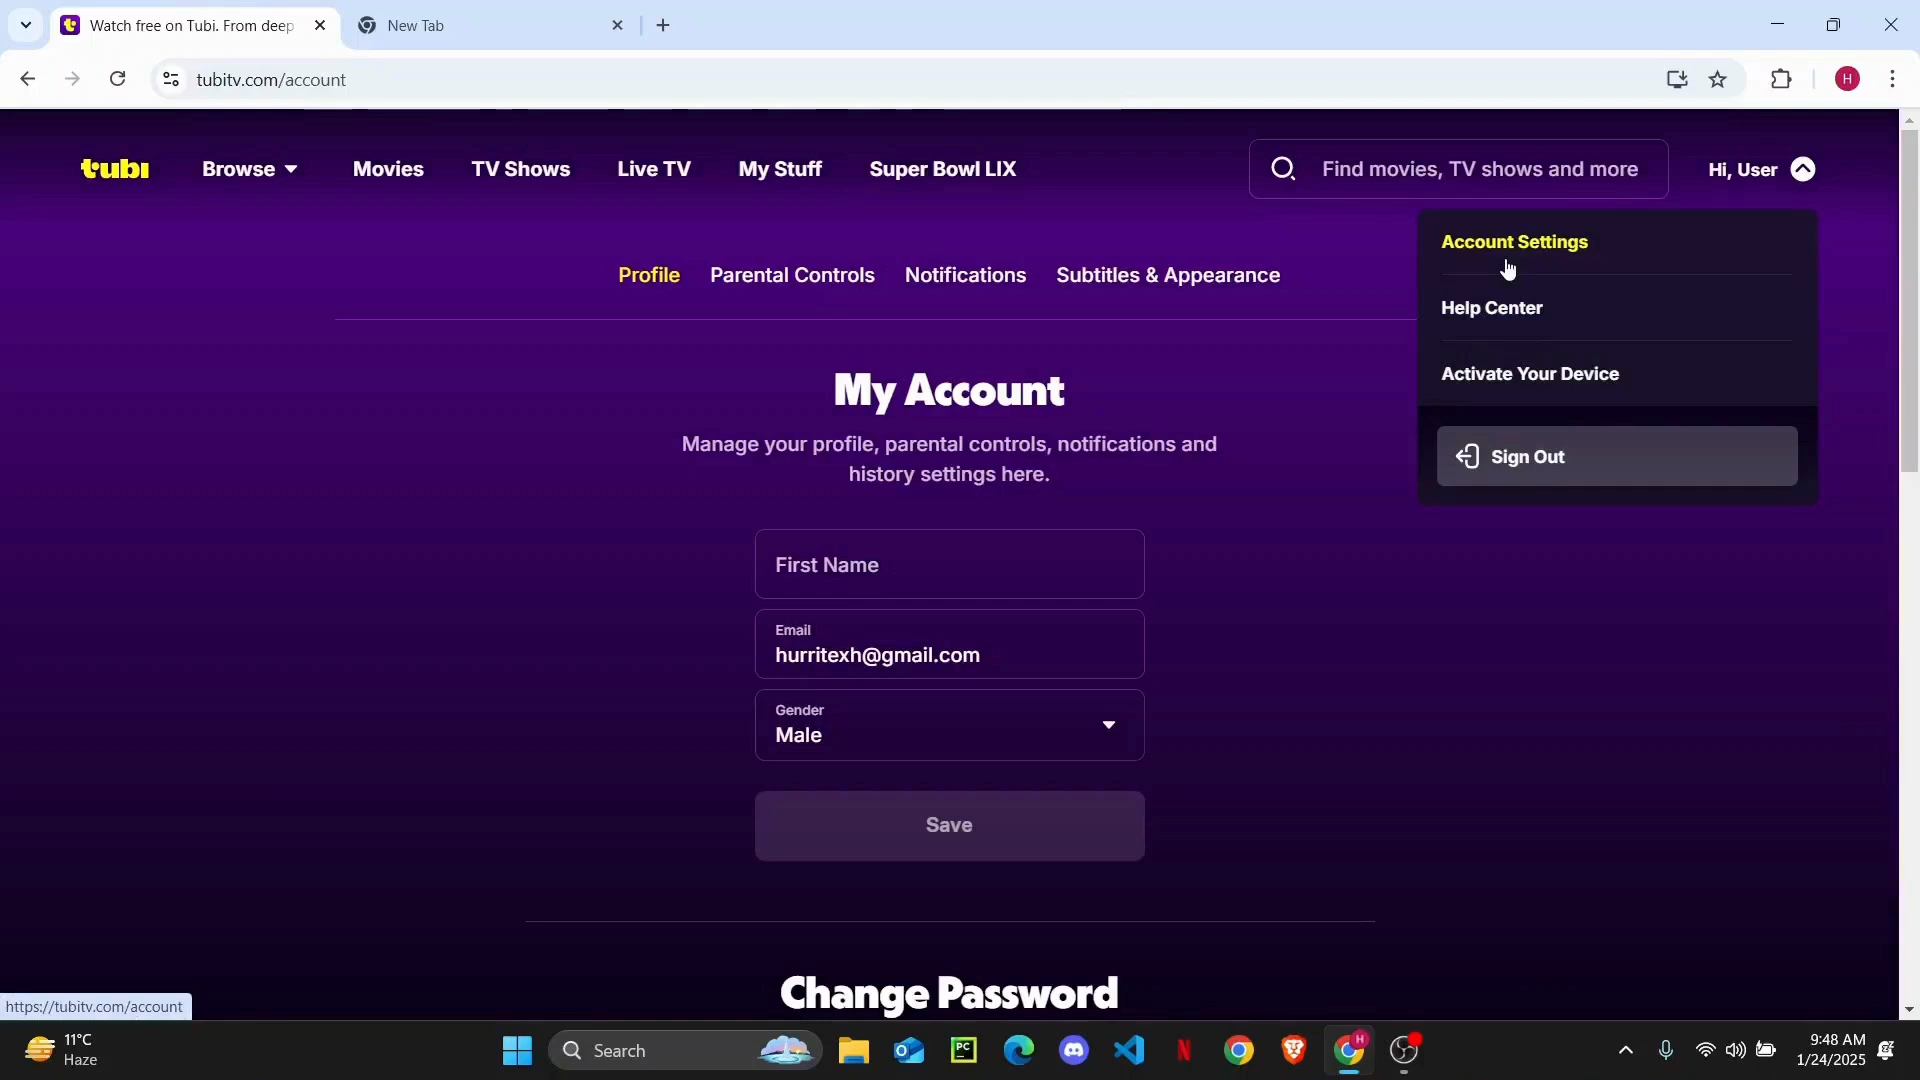 Watch free on Tubi. From deep
New Tab
tubitv.com/account
H
tubi
Browse
Movies
TV Shows
Live TV
My Stuff
Super Bowl LIX
Find movies, TV shows and more
Hi, User
Account Settings
Help Center
Activate Your Device
Sign Out
Profile
Parental Controls
Notifications
Subtitles & Appearance
My Account
Manage your profile, parental controls, notifications and
history settings here.
First Name
Email
hurritexh@gmail.com
Gender
Male
Save
Change Password
https://tubitv.com/account
11°C
Haze
Search
PC
H
9:48 AM
1/24/2025